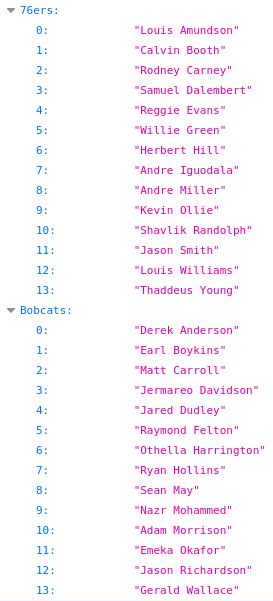 76ers:
0: "Louis Amundson"
1: "Calvin Booth"
2: "Rodney Carney"
3: "Samuel Dalembert"
4: "Reggie Evans"
5: "Willie Green"
6: "Herbert Hill"
7: "Andre Iguodala"
8: "Andre Miller"
9: "Kevin Ollie"
10: "Shavlik Randolph"
11: "Jason Smith"
12: "Louis Williams"
13: "Thaddeus Young"
Bobcats:
0: "Derek Anderson"
1: "Earl Boykins"
2: "Matt Carroll"
3: "Jermareo Davidson"
4: "Jared Dudley"
5: "Raymond Felton"
6: "Othella Harrington"
7: "Ryan Hollins"
8: "Sean May"
9: "Nazr Mohammed"
10: "Adam Morrison"
11: "Emeka Okafor"
12: "Jason Richardson"
13: "Gerald Wallace"